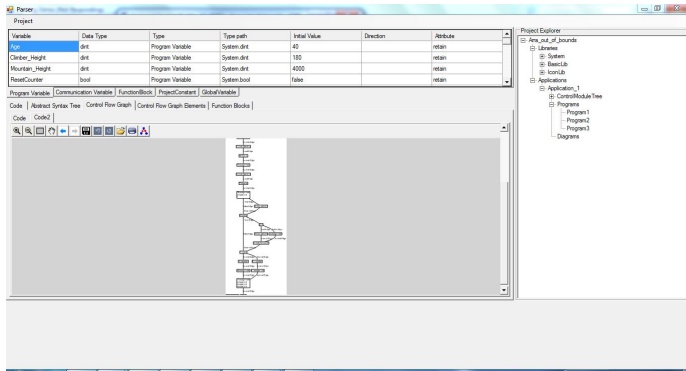 Parser
Project
Variable Data Type Type Type path Initial Value Direction Attribute
Age dint Program Variable System.dint 40 retain
Climber_Height dint Program Variable System.dint 180 retain
Mountain_Height dint Program Variable System.dint 4000 retain
ResetCounter bool Program Variable System.bool false retain
Program Variable Communication Variable FunctionBlock ProjectConstant GlobalVariable
Code Abstract Syntax Tree Control Flow Graph Control Flow Graph Elements Function Blocks
Code Code2
Project Explorer
Arrs_out_of_bounds
Libraries
System
BasicLib
IconLib
Applications
Application_1
ControlModuleTree
Programs
Program1
Program2
Program3
Diagrams